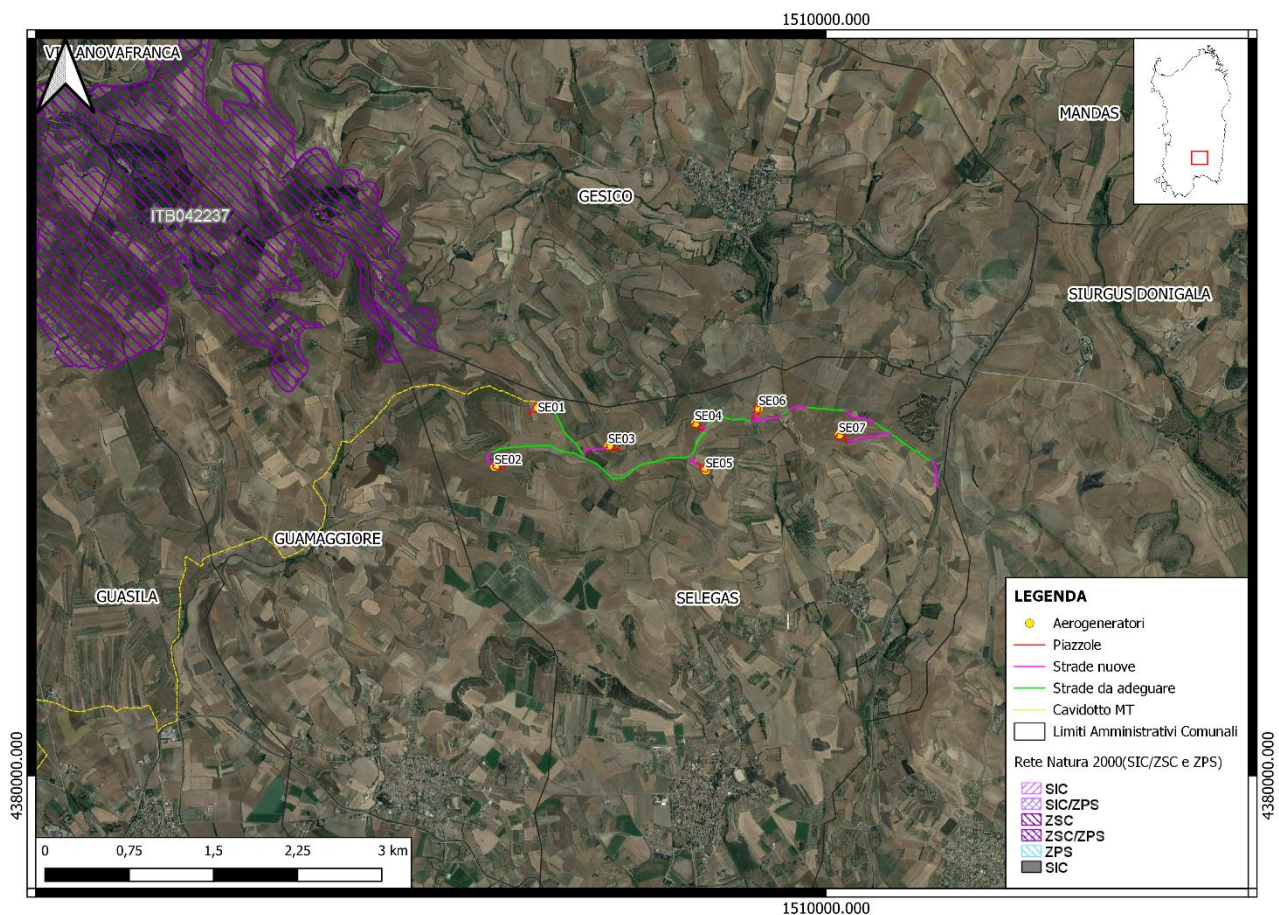 1510000.000
VILLANOVAFRANCA
MANDAS
GESICO
ITB042237
SIURGUS DONIGALA
SE01
SE06
SE04
SE03
SE07
SE02
SE05
GUAMAGGIORE
GUASILA
SELEGAS
4380000.000
4380000.000
LEGENDA
Aerogeneratori
Piazzole
Strade nuove
Strade da adeguare
Cavidotto MT
Limiti Amministrativi Comunali
Rete Natura 2000(SIC/ZSC e ZPS)
SIC
SIC/ZPS
ZSC
ZSC/ZPS
ZPS
SIC
0 0,75 1,5 2,25 3 km
1510000.000